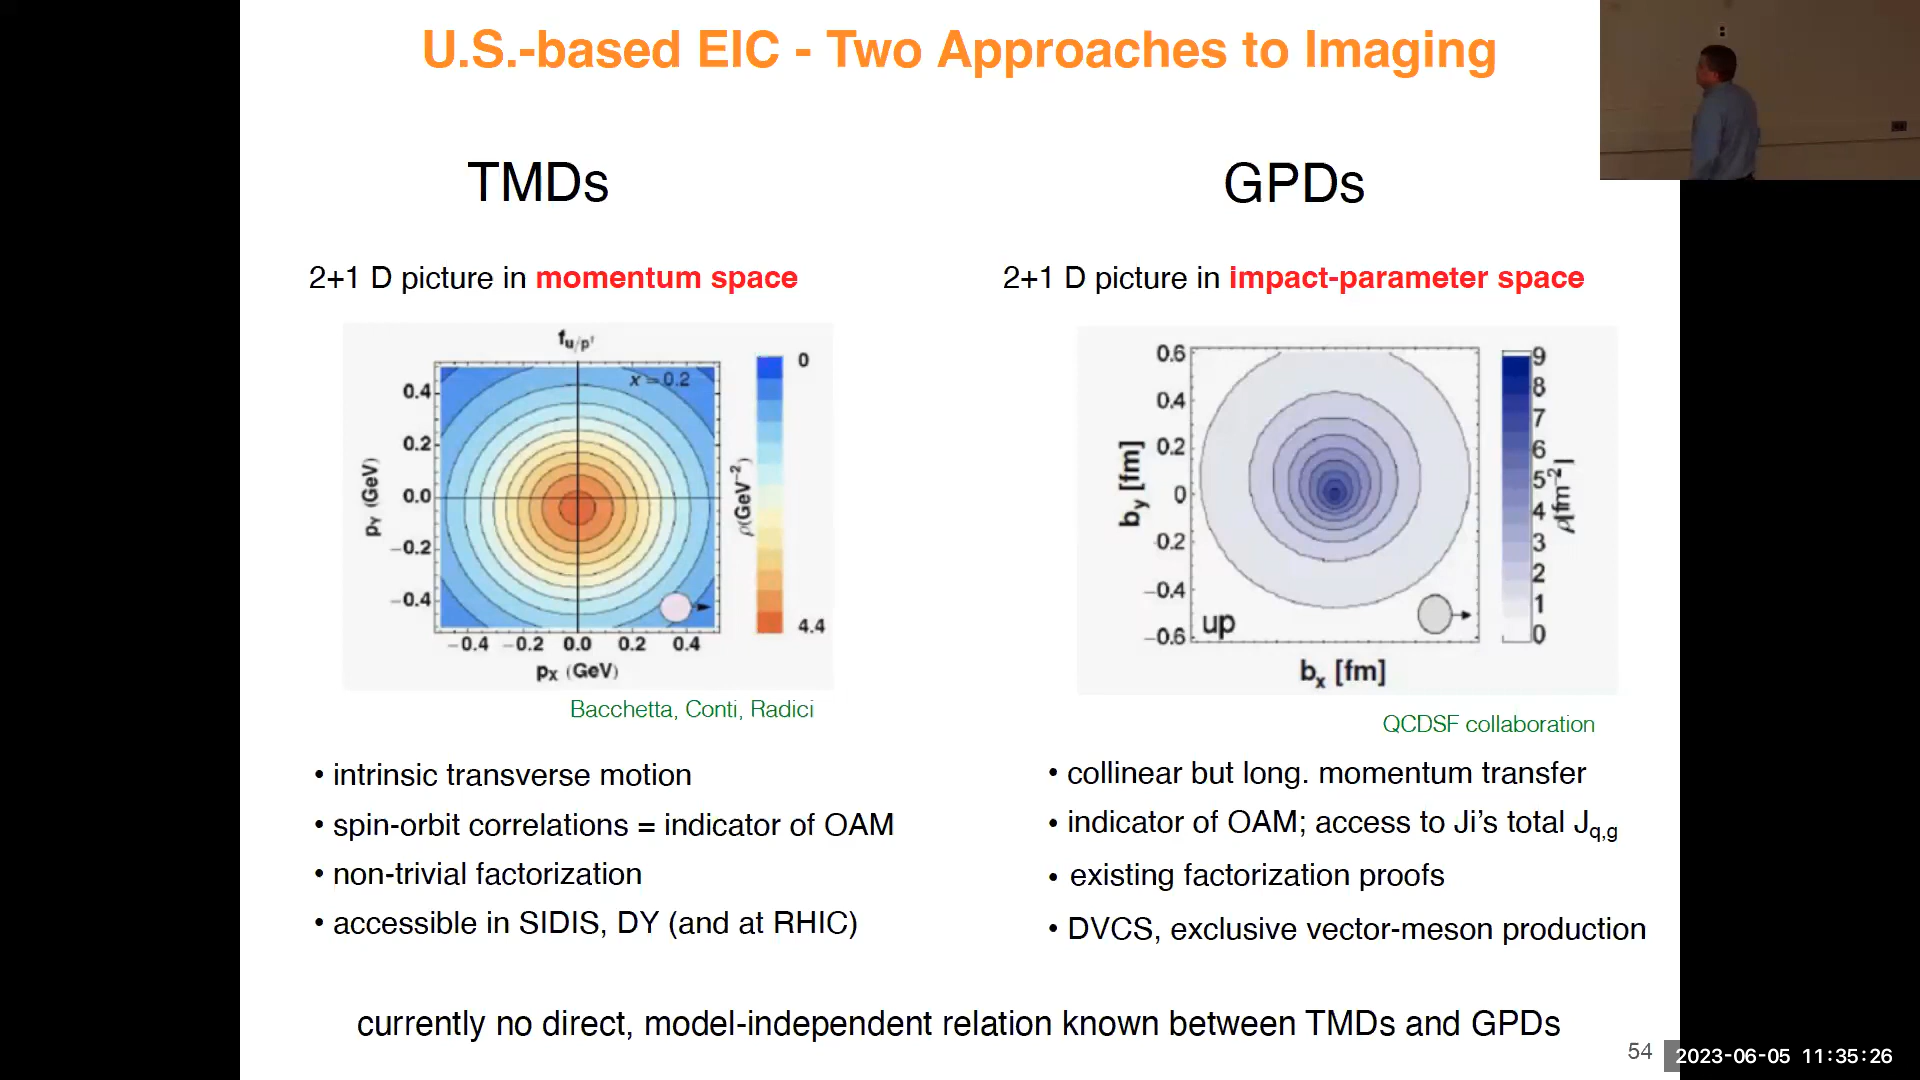 U.S.-based EIC - Two Approaches to Imaging
TMDs
2+1 D picture in momentum space
fu/p↑
x = 0.2
0.4
0.2
0.0
−0.2
−0.4
pY (GeV)
−0.4 −0.2 0.0 0.2 0.4
pX (GeV)
0
ρ(GeV−2)
4.4
Bacchetta, Conti, Radici
• intrinsic transverse motion
• spin-orbit correlations = indicator of OAM
• non-trivial factorization
• accessible in SIDIS, DY (and at RHIC)
GPDs
2+1 D picture in impact-parameter space
0.6
0.4
0.2
0
-0.2
−0.4
−0.6
by [fm]
up
bx [fm]
9
8
7
6
5
4
3
2
1
0
ρ[fm−2]
QCDSF collaboration
• collinear but long. momentum transfer
• indicator of OAM; access to Ji's total Jq,g
• existing factorization proofs
• DVCS, exclusive vector-meson production
currently no direct, model-independent relation known between TMDs and GPDs
54
2023-06-05 11:35:26